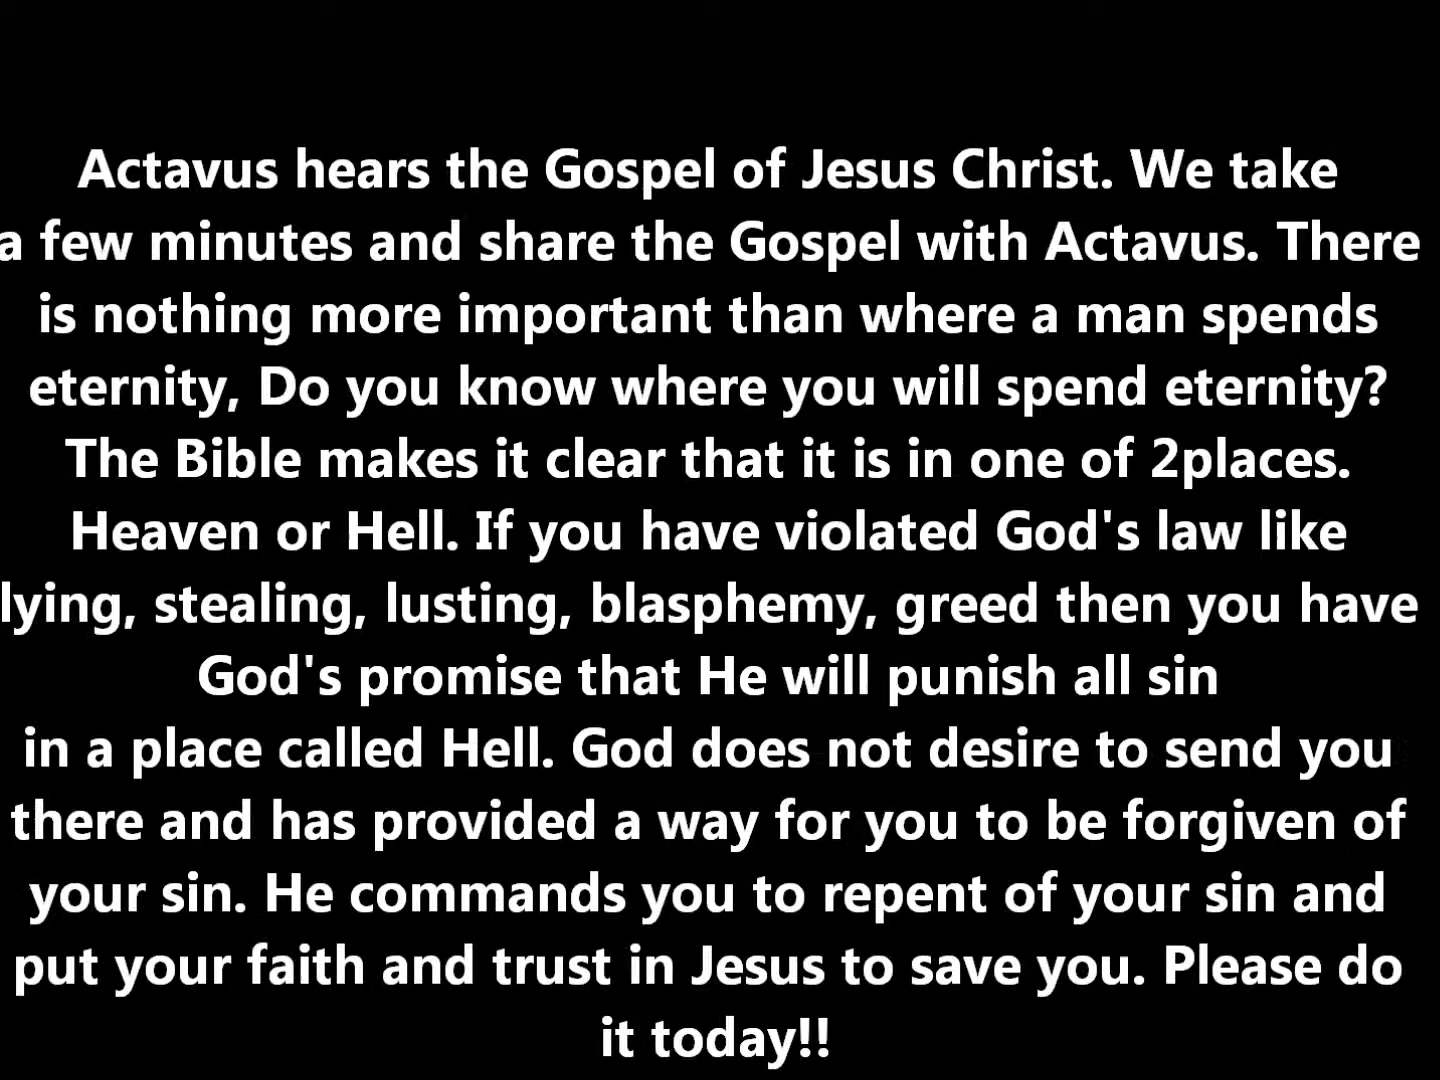 Actavus hears the Gospel of Jesus Christ. We take
a few minutes and share the Gospel with Actavus. There
is nothing more important than where a man spends
eternity, Do you know where you will spend eternity?
The Bible makes it clear that it is in one of 2places.
Heaven or Hell. If you have violated God's law like
lying, stealing, lusting, blasphemy, greed then you have
God's promise that He will punish all sin
in a place called Hell. God does not desire to send you
there and has provided a way for you to be forgiven of
your sin. He commands you to repent of your sin and
put your faith and trust in Jesus to save you. Please do
it today!!